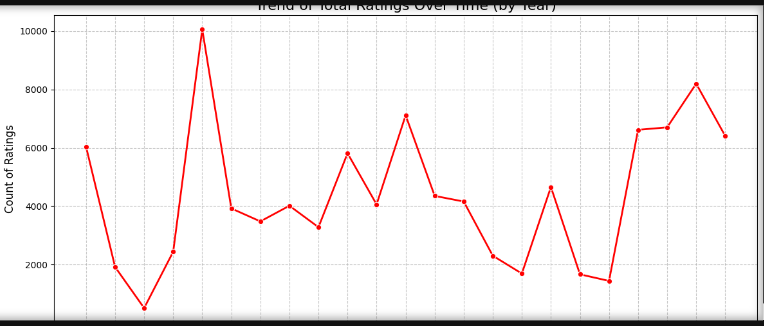 Trend of Total Ratings Over Time (by Year)
10000
8000
6000
4000
2000
Count of Ratings